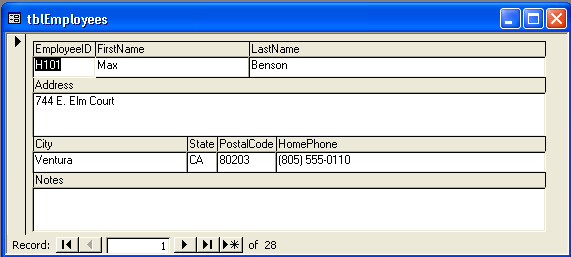 tblEmployees
EmployeeID FirstName LastName
H101 Max Benson
Address
744 E. Elm Court
City State PostalCode HomePhone
Ventura CA 80203 (805) 555-0110
Notes
Record: 1 of 28